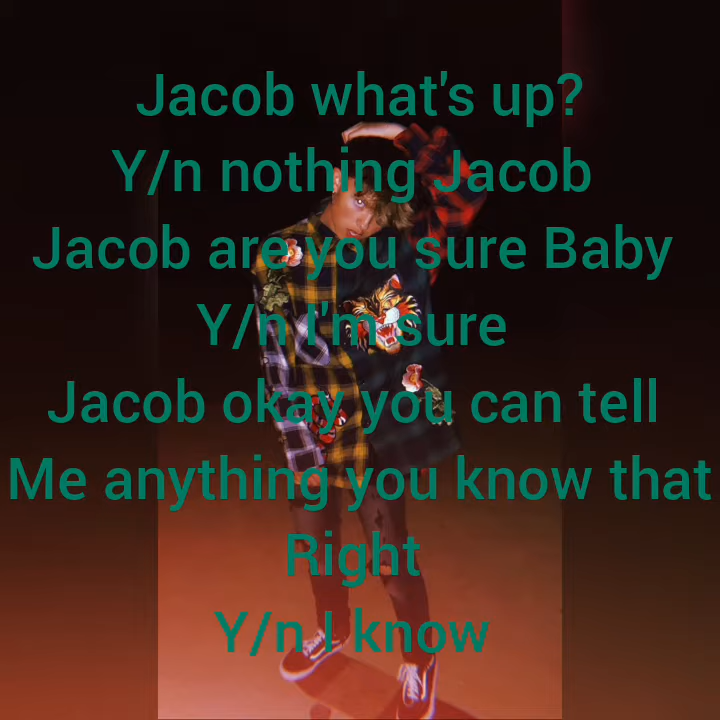 Jacob what's up?
Y/n nothing Jacob
Jacob are you sure Baby
Y/n I'm sure
Jacob okay you can tell
Me anything you know that
Right
Y/n I know